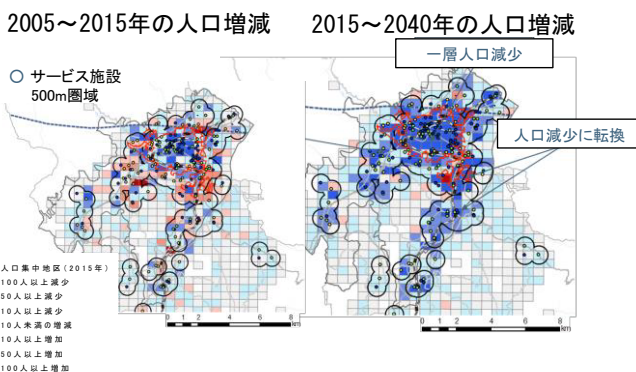 2005～2015年の人口増減
2015～2040年の人口増減
一層人口減少
○ サービス施設
500m圏域
人口減少に転換
人口集中地区(2015年)
100人以上減少
50人以上減少
10人以上減少
10人未満の増減
10人以上増加
50人以上増加
100人以上増加
0 1 2 4 6 8
km
0 1 2 4 6 8
km